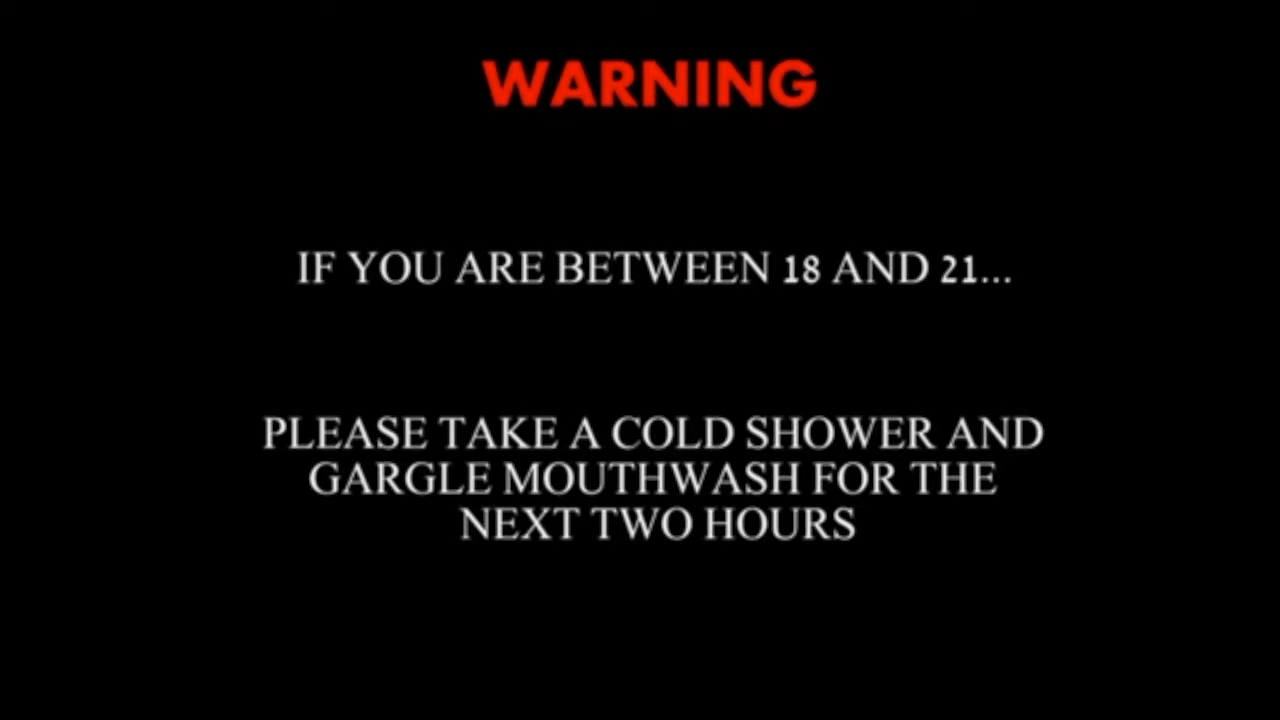 WARNING
IF YOU ARE BETWEEN 18 AND 21...
PLEASE TAKE A COLD SHOWER AND
GARGLE MOUTHWASH FOR THE
NEXT TWO HOURS